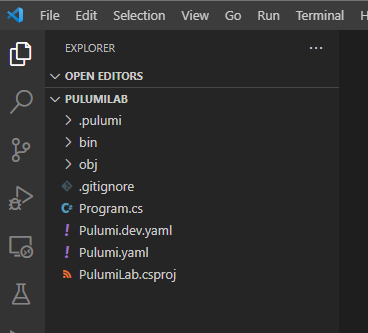 File Edit Selection View Go Run Terminal
EXPLORER
OPEN EDITORS
PULUMILAB
.pulumi
bin
obj
.gitignore
C# Program.cs
! Pulumi.dev.yaml
! Pulumi.yaml
PulumiLab.csproj